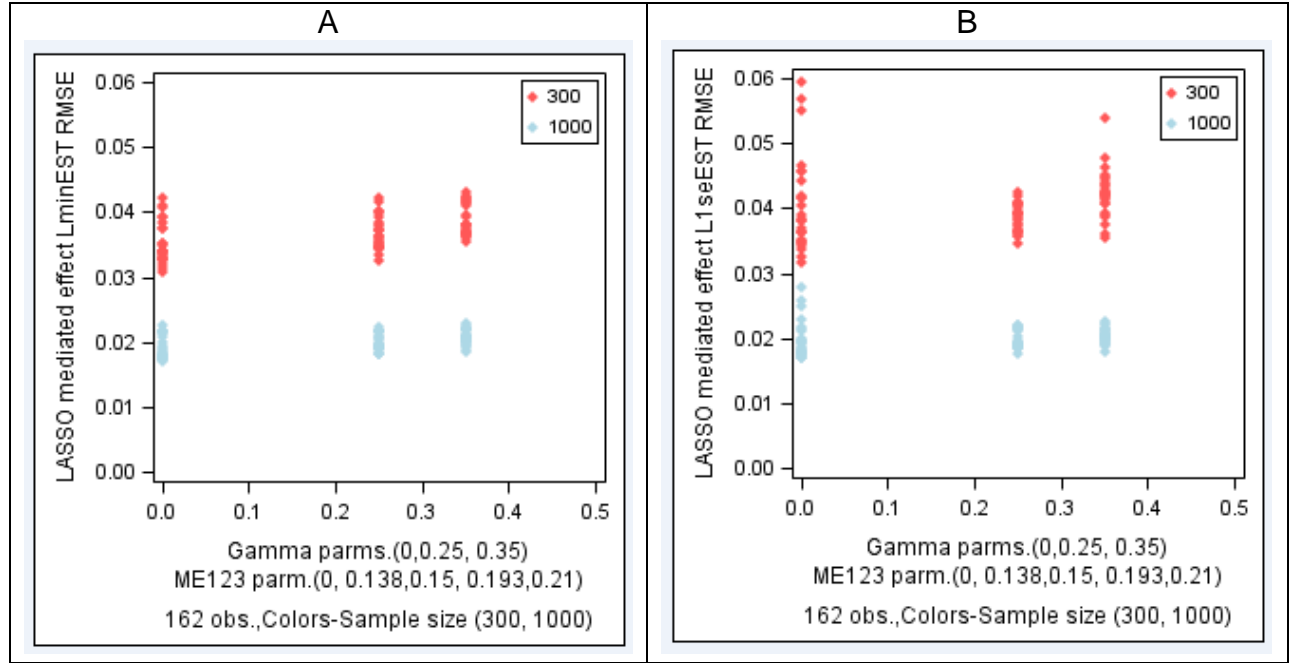 A
LASSO mediated effect LminEST RMSE
0.06
0.05
0.04
0.03
0.02
0.01
0.00
300
1000
0.0 0.1 0.2 0.3 0.4 0.5
Gamma parms.(0,0.25, 0.35)
ME123 parm.(0, 0.138,0.15, 0.193,0.21)
162 obs.,Colors-Sample size (300, 1000)
B
LASSO mediated effect L1seEST RMSE
0.06
0.05
0.04
0.03
0.02
0.01
0.00
300
1000
0.0 0.1 0.2 0.3 0.4 0.5
Gamma parms.(0,0.25, 0.35)
ME123 parm.(0, 0.138,0.15, 0.193,0.21)
162 obs.,Colors-Sample size (300, 1000)